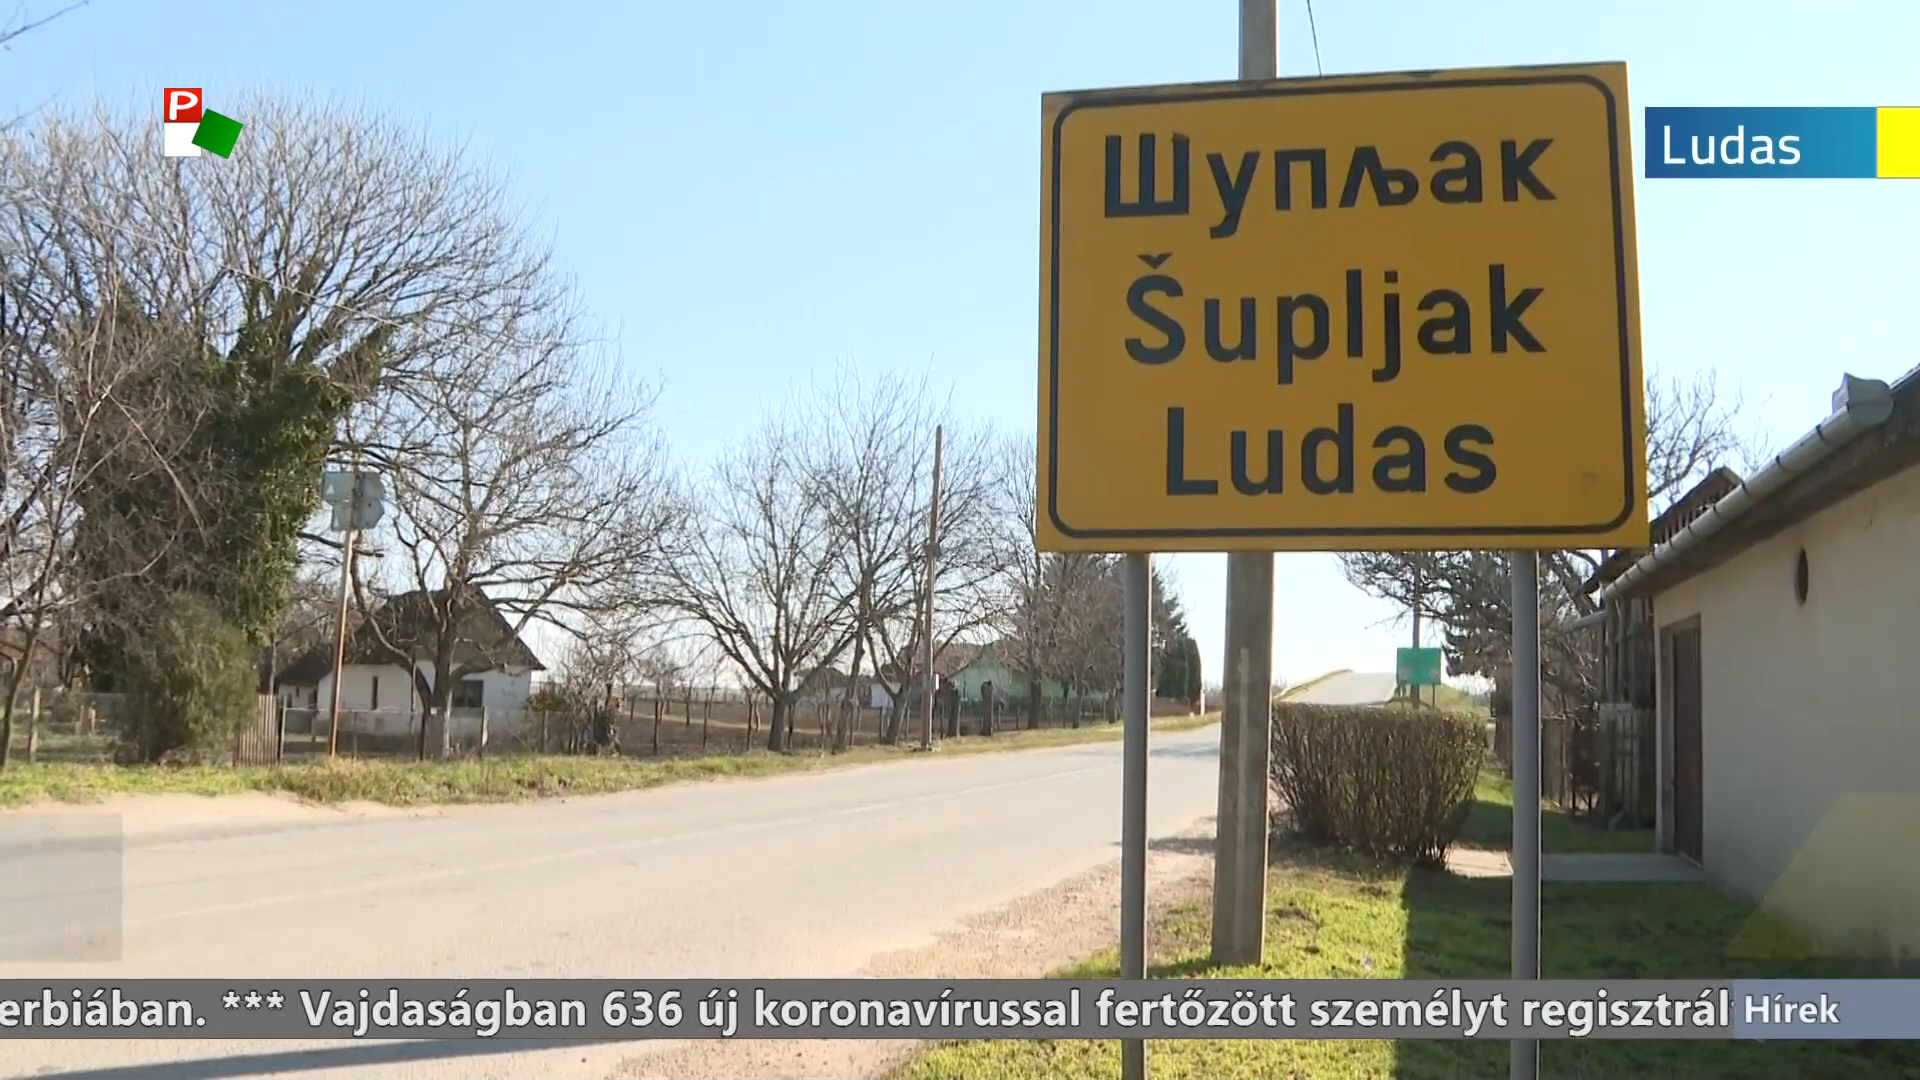 P
Ludas
Шупљак
Šupljak
Ludas
erbiában. *** Vajdaságban 636 új koronavírussal fertőzött személyt regisztrál
Hírek